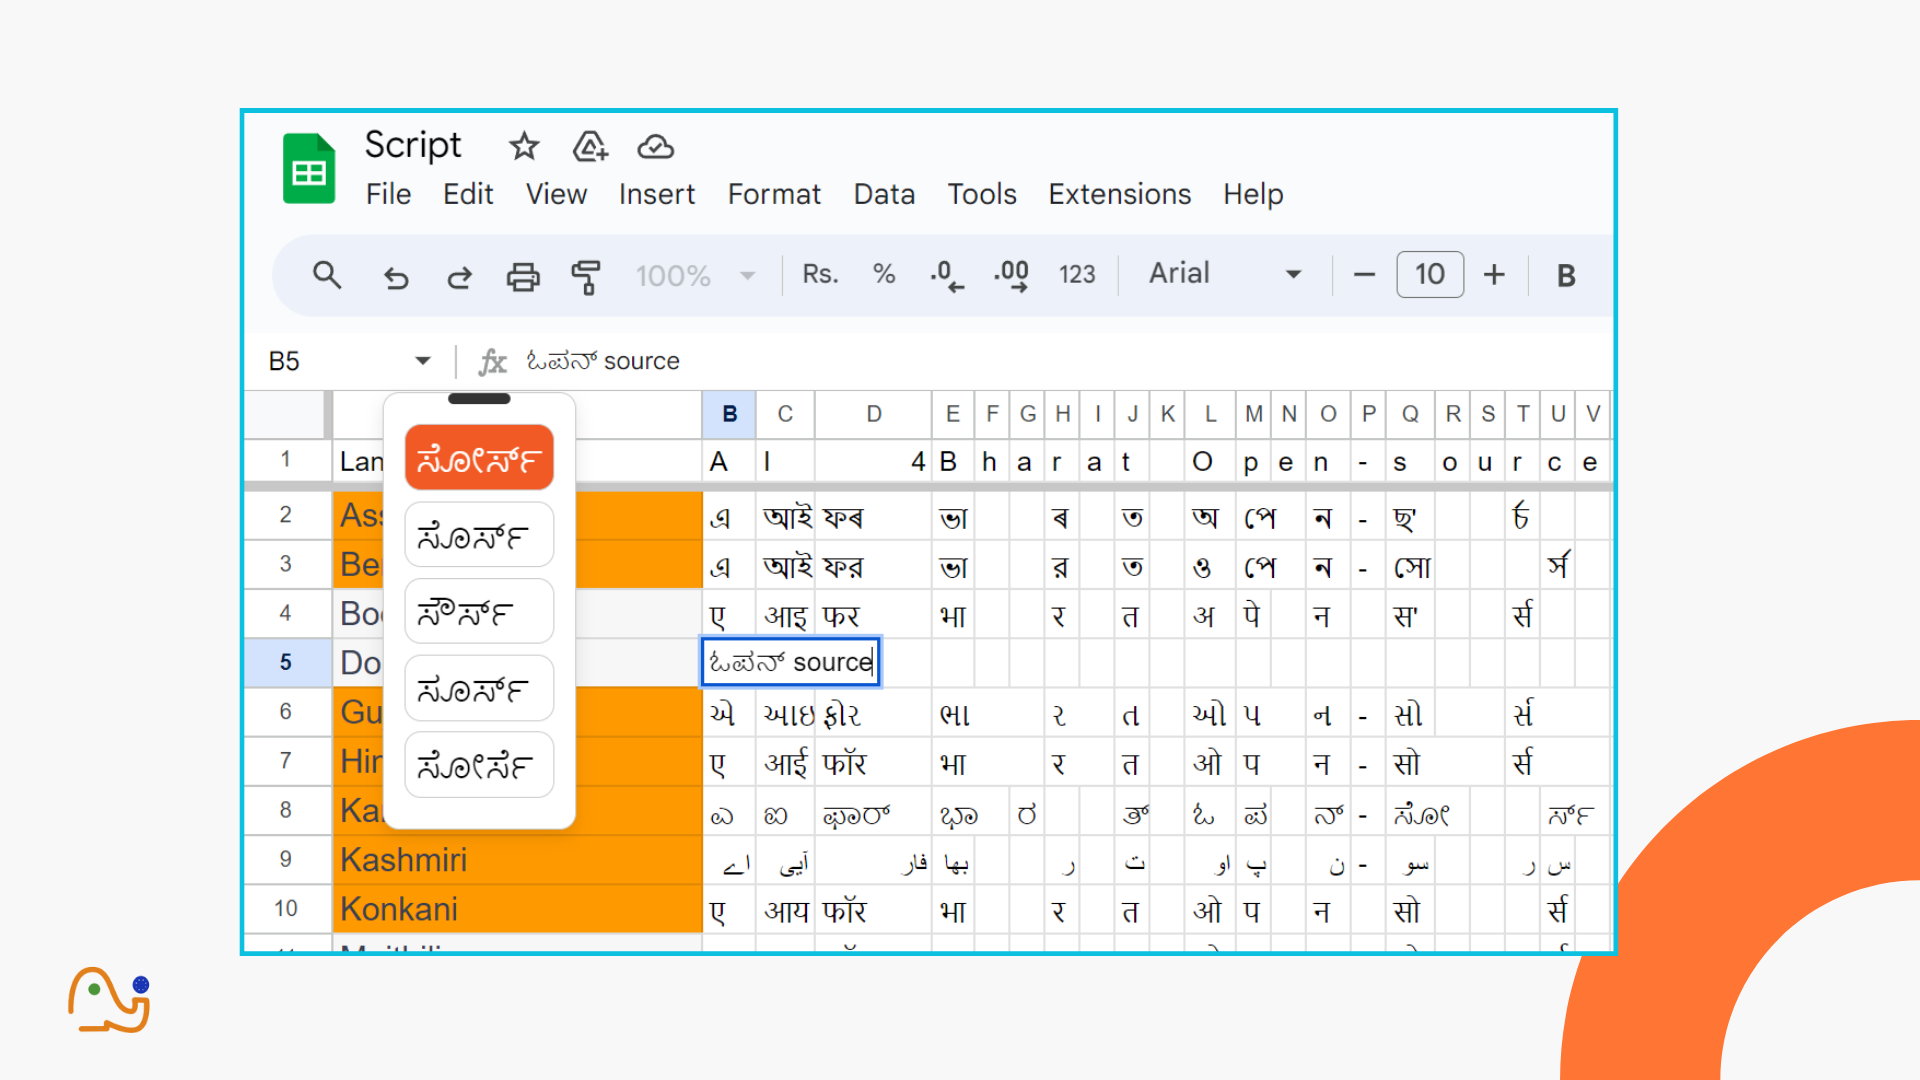 Script
File Edit View Insert Format Data Tools Extensions Help
100% Rs. % .0 .00 123 Arial 10 B
B5 fx ಓಪನ್ source
B C D E F G H I J K L M N O P Q R S T U V
1 Lan A I 4 B h a r a t O p e n - s o u r c e
2 Ass এ আই ফৰ ভা ৰ ত অ পে ন - ছ' ৰ্চ
3 Be এ আই ফর ভা র ত ও পে ন - সো র্স
4 Bo ए आइ फर भा र त अ पे न - स' र्स
5 Do ಓಪನ್ source
6 Gu એ આઇ ફોર ભા ર ત ઓ પ ન - સો ર્સ
7 Hin ए आई फॉर भा र त ओ प न - सो र्स
8 Ka ಎ ಐ ಫಾರ್ ಭಾ ರ ತ್ ಓ ಪ ನ್ - ಸೋ ರ್ಸ್
9 Kashmiri اے آیی فار بھا ر ت او پ ن - سو ر س
10 Konkani ए आय फॉर भा र त ओ प न - सो र्स
ಸೋರ್ಸ್
ಸೊರ್ಸ್
ಸೌರ್ಸ್
ಸೂರ್ಸ್
ಸೋರ್ಸೆ